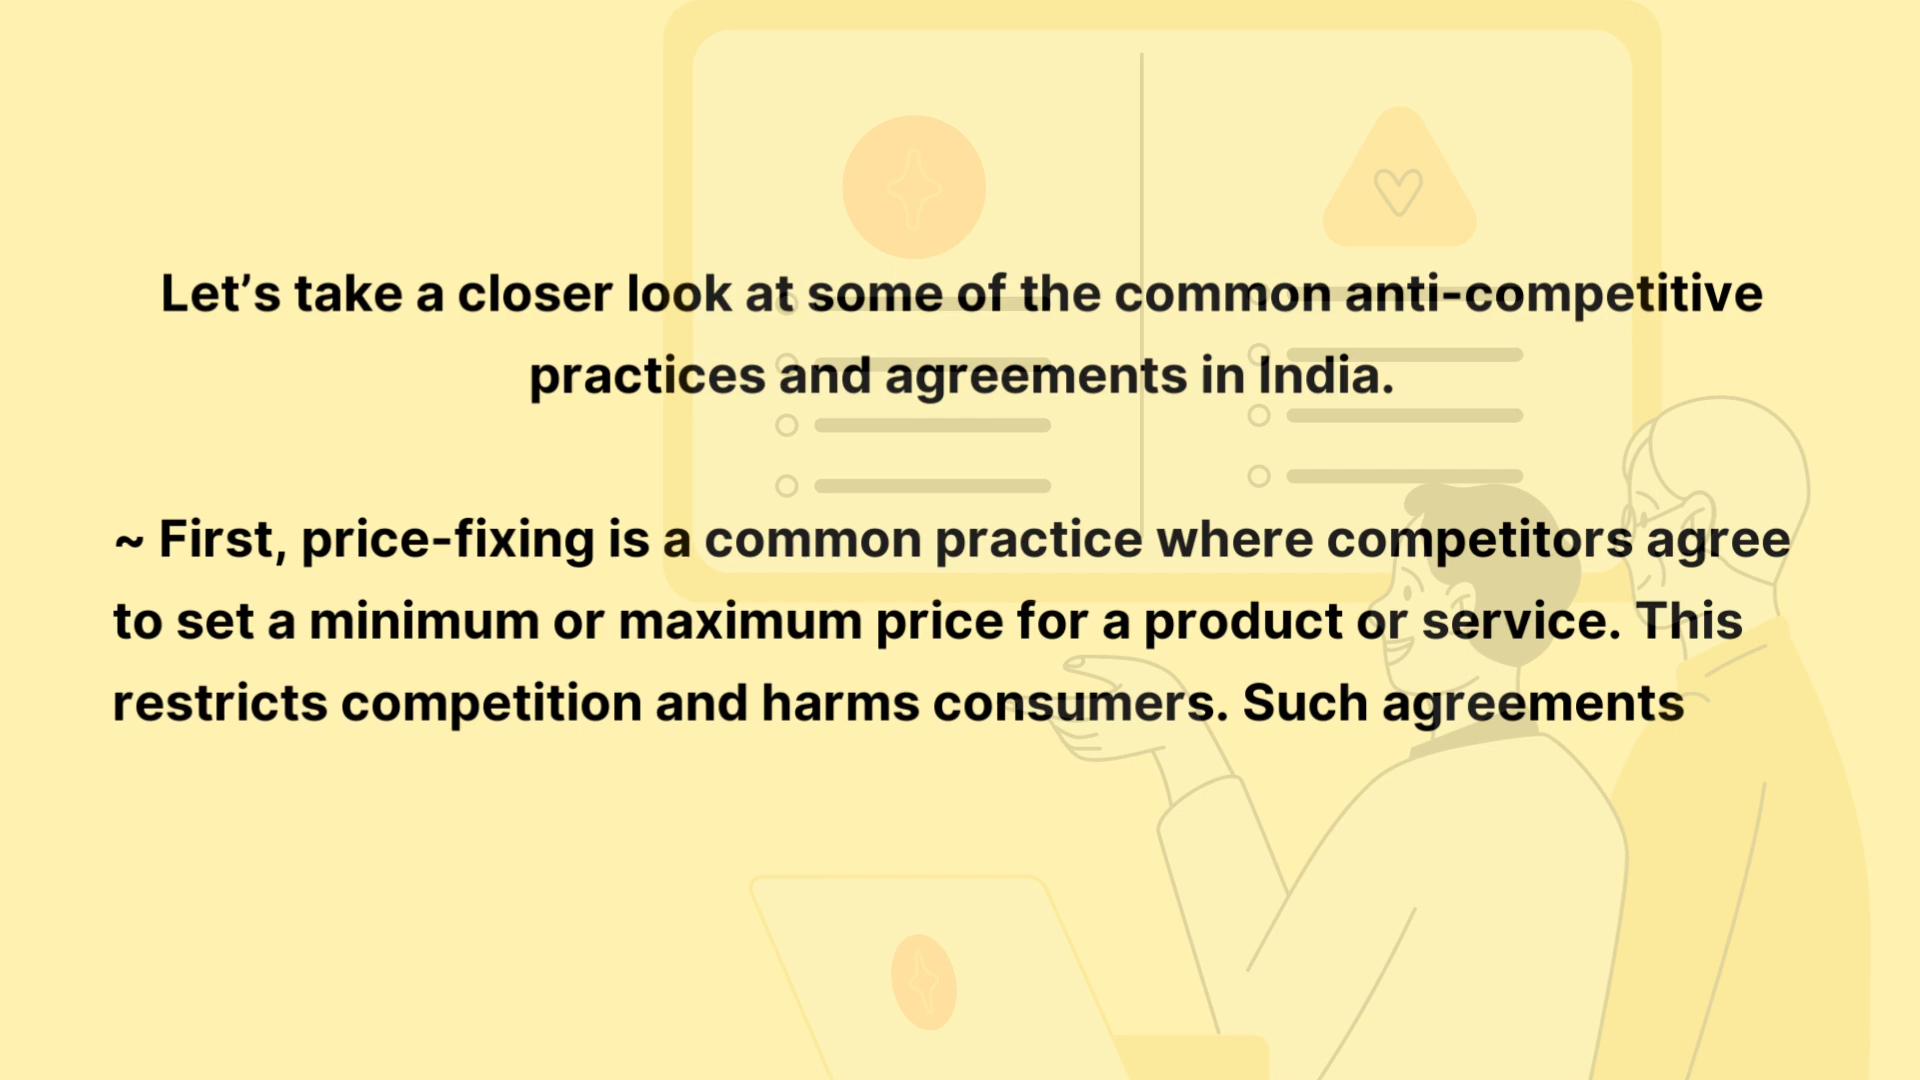 Let’s take a closer look at some of the common anti-competitive
practices and agreements in India.
~ First, price-fixing is a common practice where competitors agree
to set a minimum or maximum price for a product or service. This
restricts competition and harms consumers. Such agreements